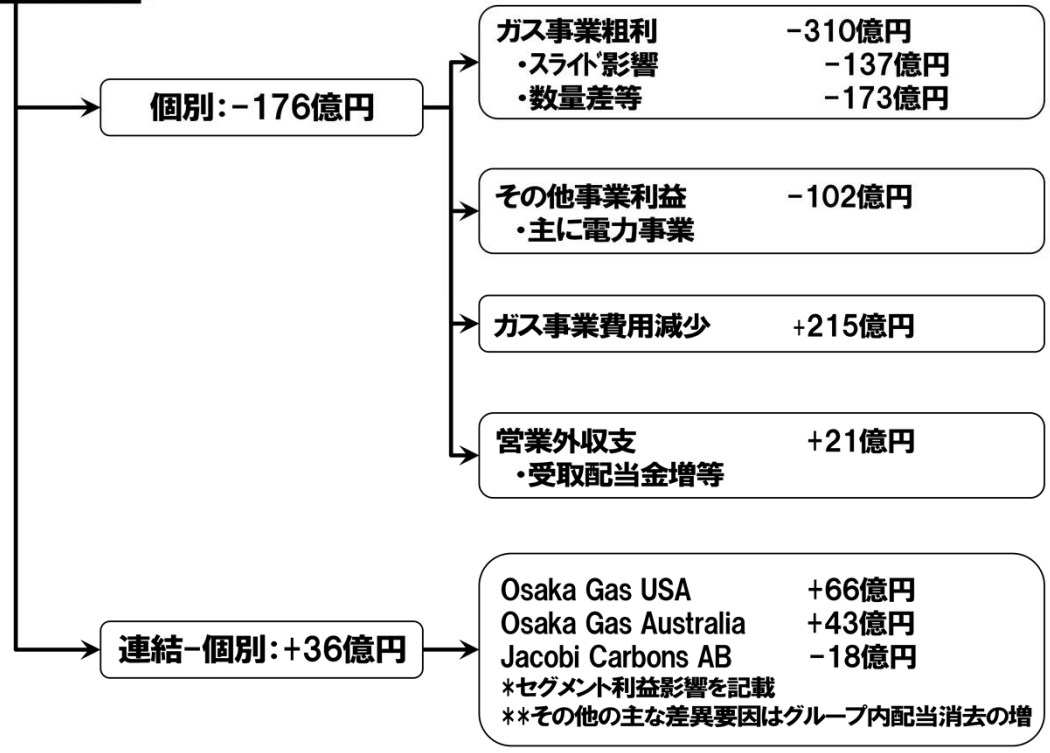 ガス事業粗利 -310億円
・スライド影響 -137億円
・数量差等 -173億円
個別:-176億円
その他事業利益 -102億円
・主に電力事業
ガス事業費用減少 +215億円
営業外収支 +21億円
・受取配当金増等
連結-個別:+36億円
Osaka Gas USA +66億円
Osaka Gas Australia +43億円
Jacobi Carbons AB -18億円
*セグメント利益影響を記載
**その他の主な差異要因はグループ内配当消去の増